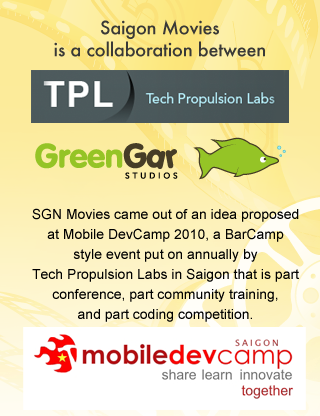 Saigon Movies
is a collaboration between
TPL Tech Propulsion Labs
GreenGar
STUDIOS
SGN Movies came out of an idea proposed
at Mobile DevCamp 2010, a BarCamp
style event put on annually by
Tech Propulsion Labs in Saigon that is part
conference, part community training,
and part coding competition.
SAIGON
mobiledevcamp
share learn innovate
together